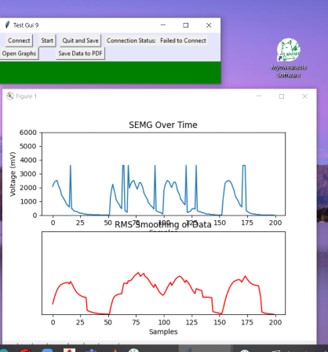 Test Gui 9
Connect Start Quit and Save Connection Status: Failed to Connect
Open Graphs Save Data to PDF
Software
Figure 1
SEMG Over Time
6000
5000
4000
3000
2000
1000
0
Voltage (mV)
0 25 50 75 100 125 150 175 200
RMS Smoothing of Data
0 25 50 75 100 125 150 175 200
Samples